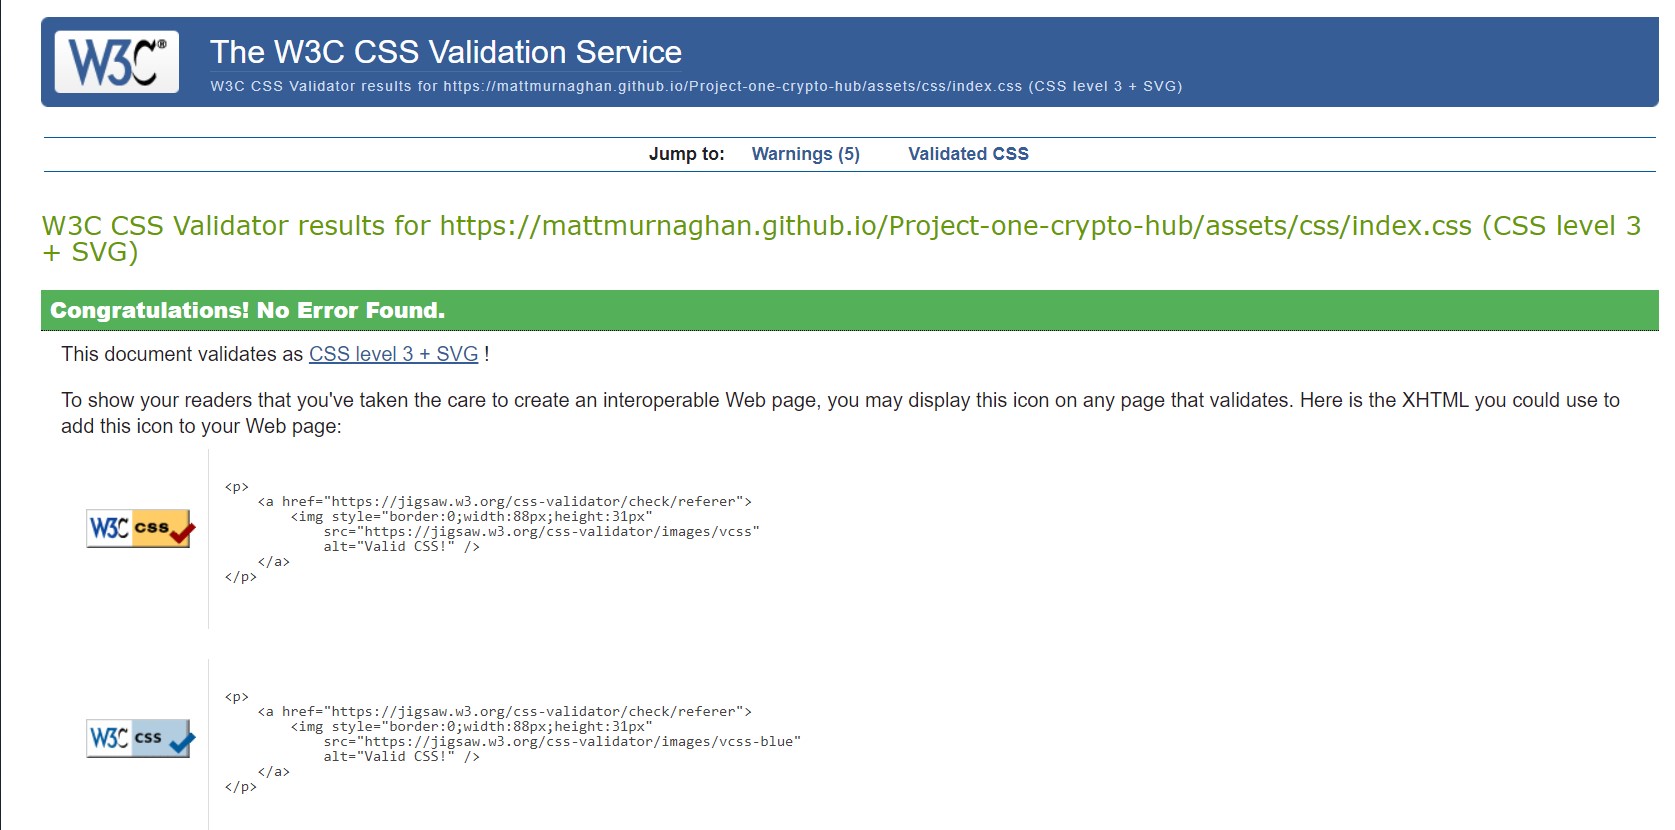 W3C®
The W3C CSS Validation Service
W3C CSS Validator results for https://mattmurnaghan.github.io/Project-one-crypto-hub/assets/css/index.css (CSS level 3 + SVG)
Jump to: Warnings (5) Validated CSS
W3C CSS Validator results for https://mattmurnaghan.github.io/Project-one-crypto-hub/assets/css/index.css (CSS level 3
+ SVG)
Congratulations! No Error Found.
This document validates as CSS level 3 + SVG !
To show your readers that you've taken the care to create an interoperable Web page, you may display this icon on any page that validates. Here is the XHTML you could use to
add this icon to your Web page:
W3C css
<p>
    <a href="https://jigsaw.w3.org/css-validator/check/referer">
        <img style="border:0;width:88px;height:31px"
            src="https://jigsaw.w3.org/css-validator/images/vcss"
            alt="Valid CSS!" />
    </a>
</p>
W3C css
<p>
    <a href="https://jigsaw.w3.org/css-validator/check/referer">
        <img style="border:0;width:88px;height:31px"
            src="https://jigsaw.w3.org/css-validator/images/vcss-blue"
            alt="Valid CSS!" />
    </a>
</p>